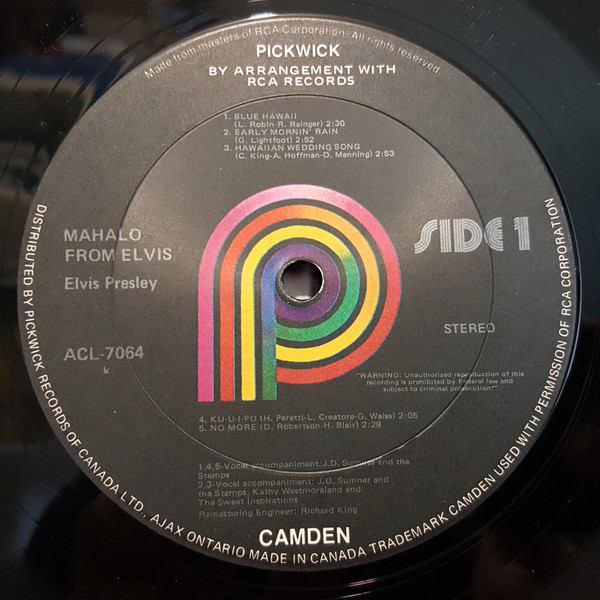 Made from masters of RCA Corporation. All rights reserved
PICKWICK
BY ARRANGEMENT WITH
RCA RECORDS
1. BLUE HAWAII
(L. Robin-R. Rainger) 2:30
2. EARLY MORNIN' RAIN
(G. Lightfoot) 2:52
3. HAWAIIAN WEDDING SONG
(C. King-A. Hoffman-D. Manning) 2:53
MAHALO
FROM ELVIS
Elvis Presley
SIDE 1
STEREO
ACL-7064
k
"WARNING: Unauthorized reproduction of this
recording is prohibited by Federal law and
subject to criminal prosecution."
4. KU-U-I-PO (H. Peretti-L. Creatore-G. Weiss) 2:05
5. NO MORE (D. Robertson-H. Blair) 2:28
1,4,5-Vocal accompaniment: J.D. Sumner and the
Stamps
2,3-Vocal accompaniment: J.D. Sumner and
the Stamps, Kathy Westmoreland and
The Sweet Inspirations
Remastering Engineer: Richard King
CAMDEN
DISTRIBUTED BY PICKWICK RECORDS OF CANADA LTD. AJAX ONTARIO MADE IN CANADA TRADEMARK CAMDEN USED WITH PERMISSION OF RCA CORPORATION